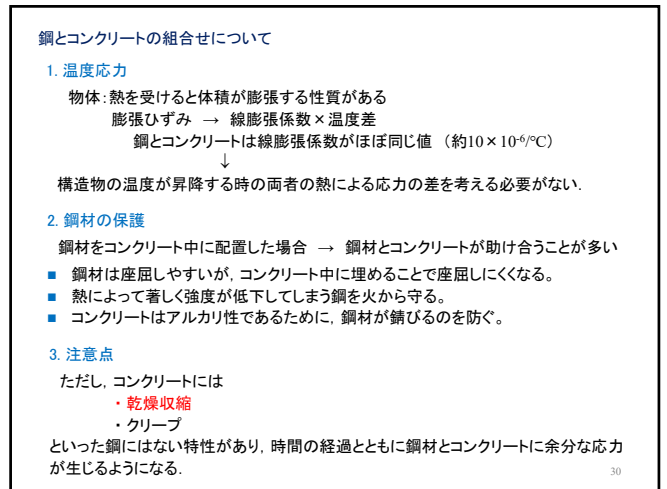 鋼とコンクリートの組合せについて
1. 温度応力
物体：熱を受けると体積が膨張する性質がある
膨張ひずみ → 線膨張係数×温度差
鋼とコンクリートは線膨張係数がほぼ同じ値 （約10×10⁻⁶/℃）
↓
構造物の温度が昇降する時の両者の熱による応力の差を考える必要がない．
2. 鋼材の保護
鋼材をコンクリート中に配置した場合 → 鋼材とコンクリートが助け合うことが多い
■ 鋼材は座屈しやすいが，コンクリート中に埋めることで座屈しにくくなる。
■ 熱によって著しく強度が低下してしまう鋼を火から守る。
■ コンクリートはアルカリ性であるために，鋼材が錆びるのを防ぐ。
3. 注意点
ただし，コンクリートには
・乾燥収縮
・クリープ
といった鋼にはない特性があり，時間の経過とともに鋼材とコンクリートに余分な応力
が生じるようになる．
30